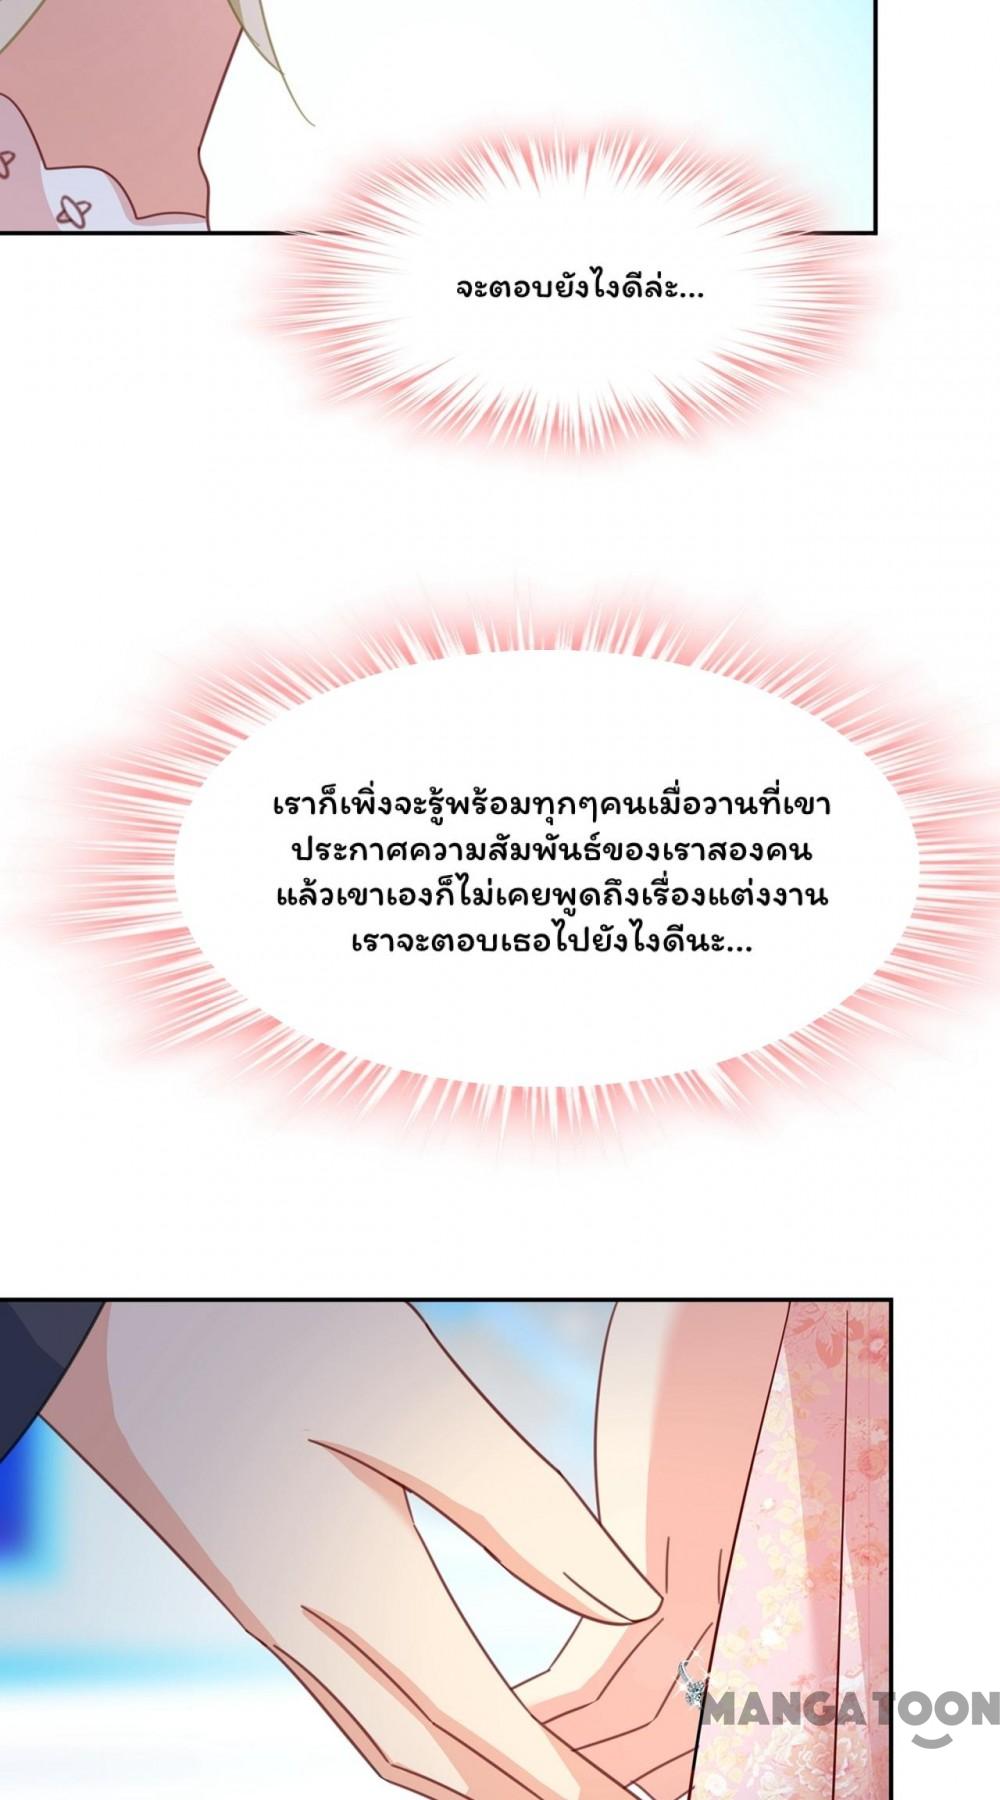 จะตอบยังไงดีล่ะ...
เราก็เพิ่งจะรู้พร้อมทุกๆคนเมื่อวานที่เขา
ประกาศความสัมพันธ์ของเราสองคน
แล้วเขาเองก็ไม่เคยพูดถึงเรื่องแต่งงาน
เราจะตอบเธอไปยังไงดีนะ...
MANGATOON